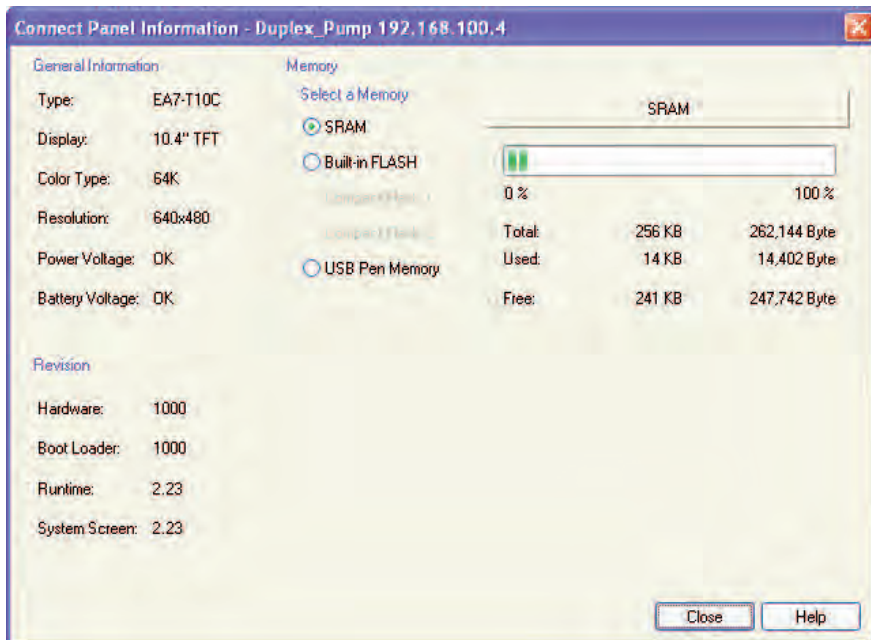 Connect Panel Information - Duplex_Pump 192.168.100.4
General Information
Type: EA7-T10C
Display: 10.4" TFT
Color Type: 64K
Resolution: 640x480
Power Voltage: OK
Battery Voltage: OK
Revision
Hardware: 1000
Boot Loader: 1000
Runtime: 2.23
System Screen: 2.23
Memory
Select a Memory
SRAM
Built-in FLASH
USB Pen Memory
SRAM
0 % 100 %
Total: 256 KB 262,144 Byte
Used: 14 KB 14,402 Byte
Free: 241 KB 247,742 Byte
Close Help